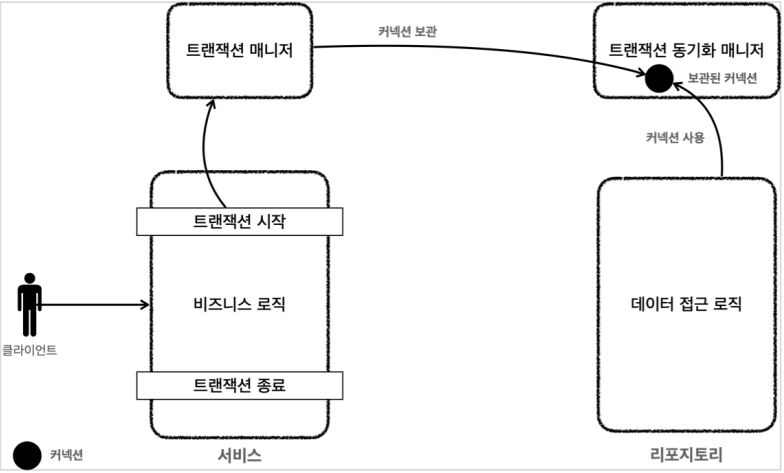 트랜잭션 매니저
커넥션 보관
트랜잭션 동기화 매니저
보관된 커넥션
커넥션 사용
트랜잭션 시작
비즈니스 로직
데이터 접근 로직
클라이언트
트랜잭션 종료
커넥션
서비스
리포지토리